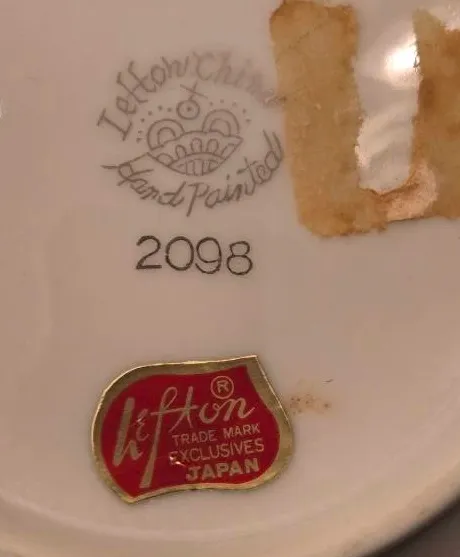 Lefton China
Hand Painted
2098
Lefton ®
TRADE MARK
EXCLUSIVES
JAPAN